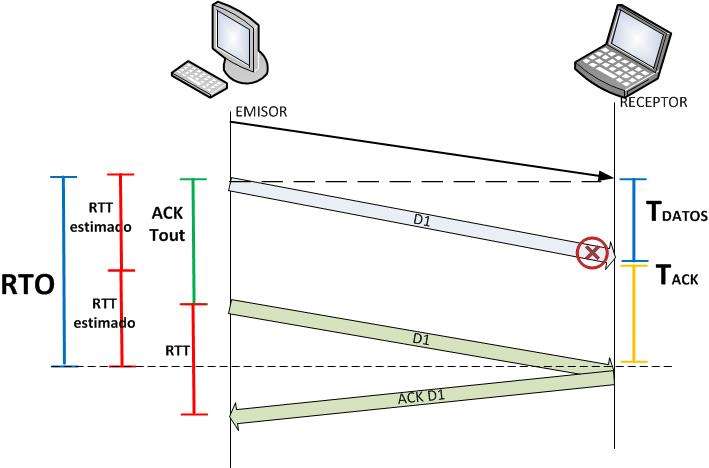 EMISOR
RECEPTOR
RTO
RTT
estimado
RTT
estimado
ACK
Tout
RTT
D1
D1
ACK D1
TDATOS
TACK